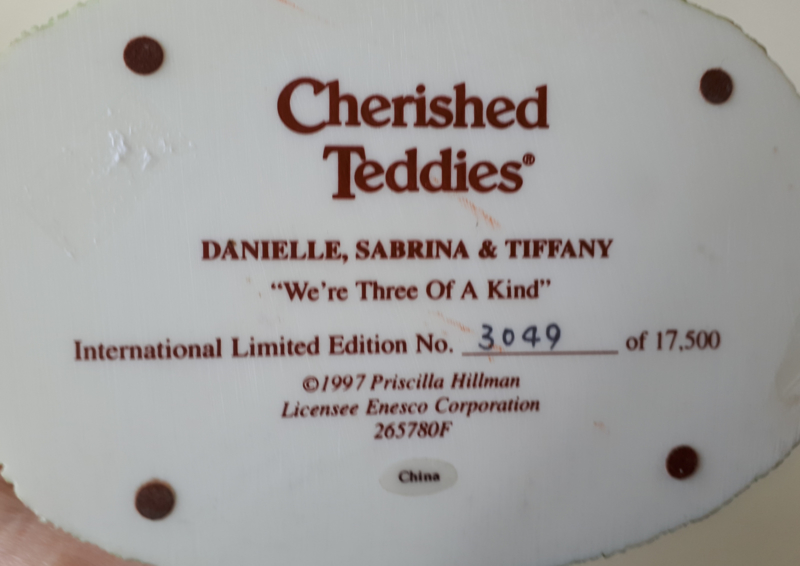 Cherished
Teddies®
DANIELLE, SABRINA & TIFFANY
"We're Three Of A Kind"
International Limited Edition No. 3049 of 17,500
©1997 Priscilla Hillman
Licensee Enesco Corporation
265780F
China